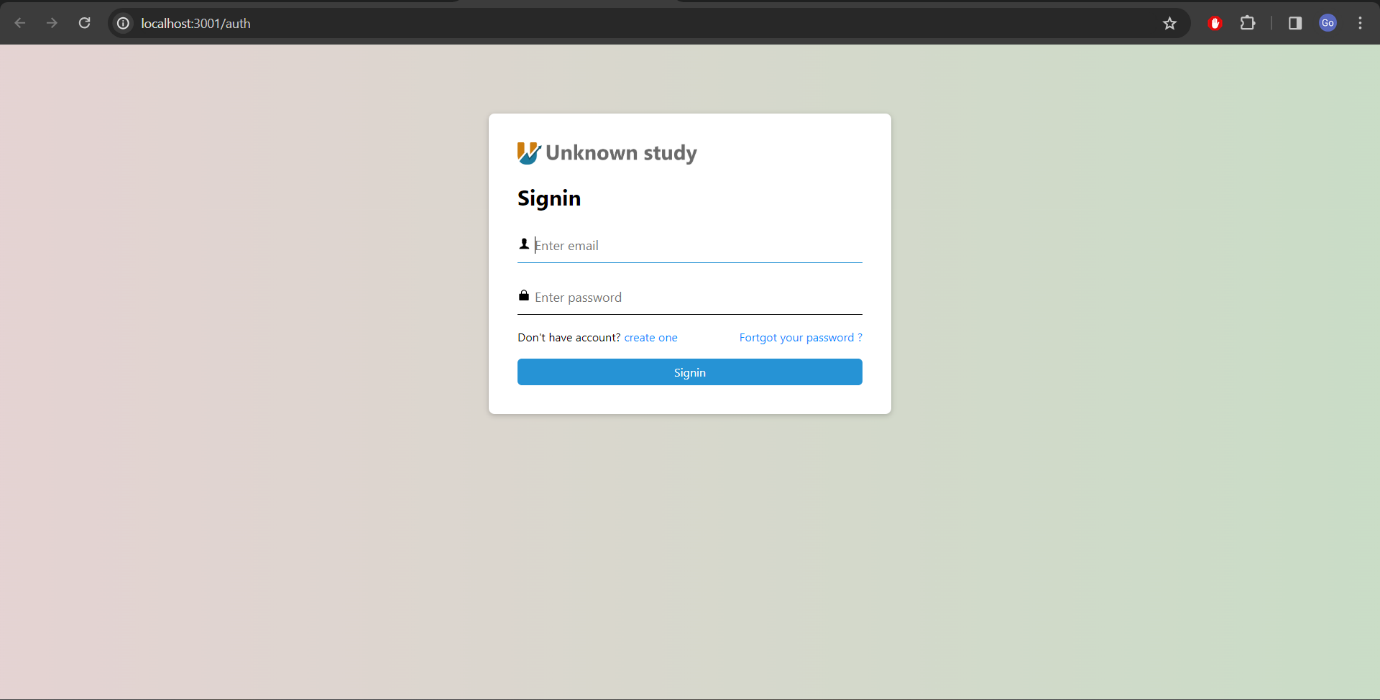 localhost:3001/auth
Go
Unknown study
Signin
Enter email
Enter password
Don't have account? create one Fortgot your password ?
Signin